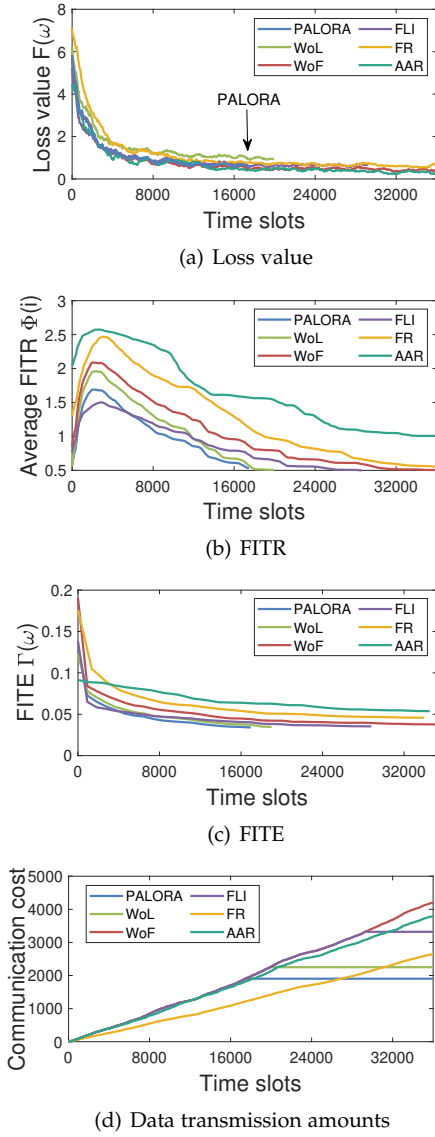 8
6
4
2
0
Loss value F(ω)
PALORA
WoL
WoF
FLI
FR
AAR
PALORA
0 8000 16000 24000 32000
Time slots
(a) Loss value
3
2.5
2
1.5
1
0.5
Average FITR Φ(l)
PALORA
WoL
WoF
FLI
FR
AAR
0 8000 16000 24000 32000
Time slots
(b) FITR
0.2
0.15
0.1
0.05
0
FITE Γ(ω)
PALORA
WoL
WoF
FLI
FR
AAR
0 8000 16000 24000 32000
Time slots
(c) FITE
5000
4000
3000
2000
1000
0
Communication cost
PALORA
WoL
WoF
FLI
FR
AAR
0 8000 16000 24000 32000
Time slots
(d) Data transmission amounts